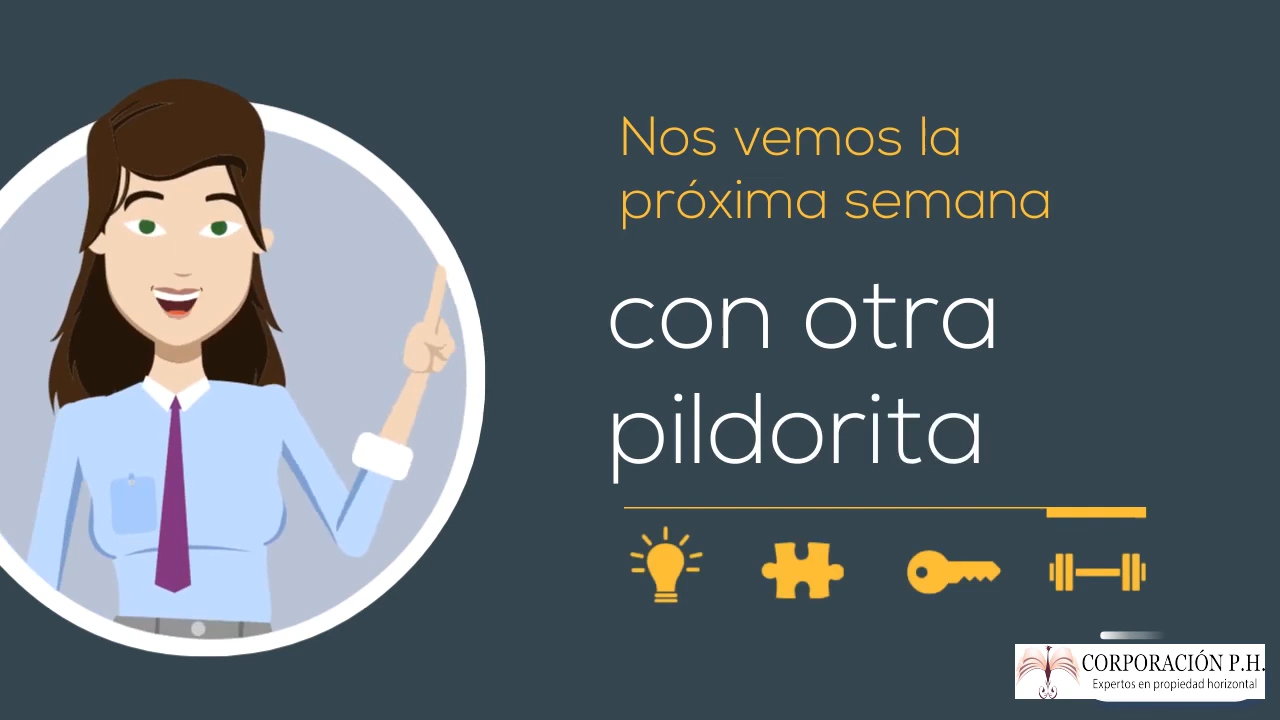 Nos vemos la
próxima semana
con otra
pildorita
CORPORACIÓN P.H.
Expertos en propiedad horizontal